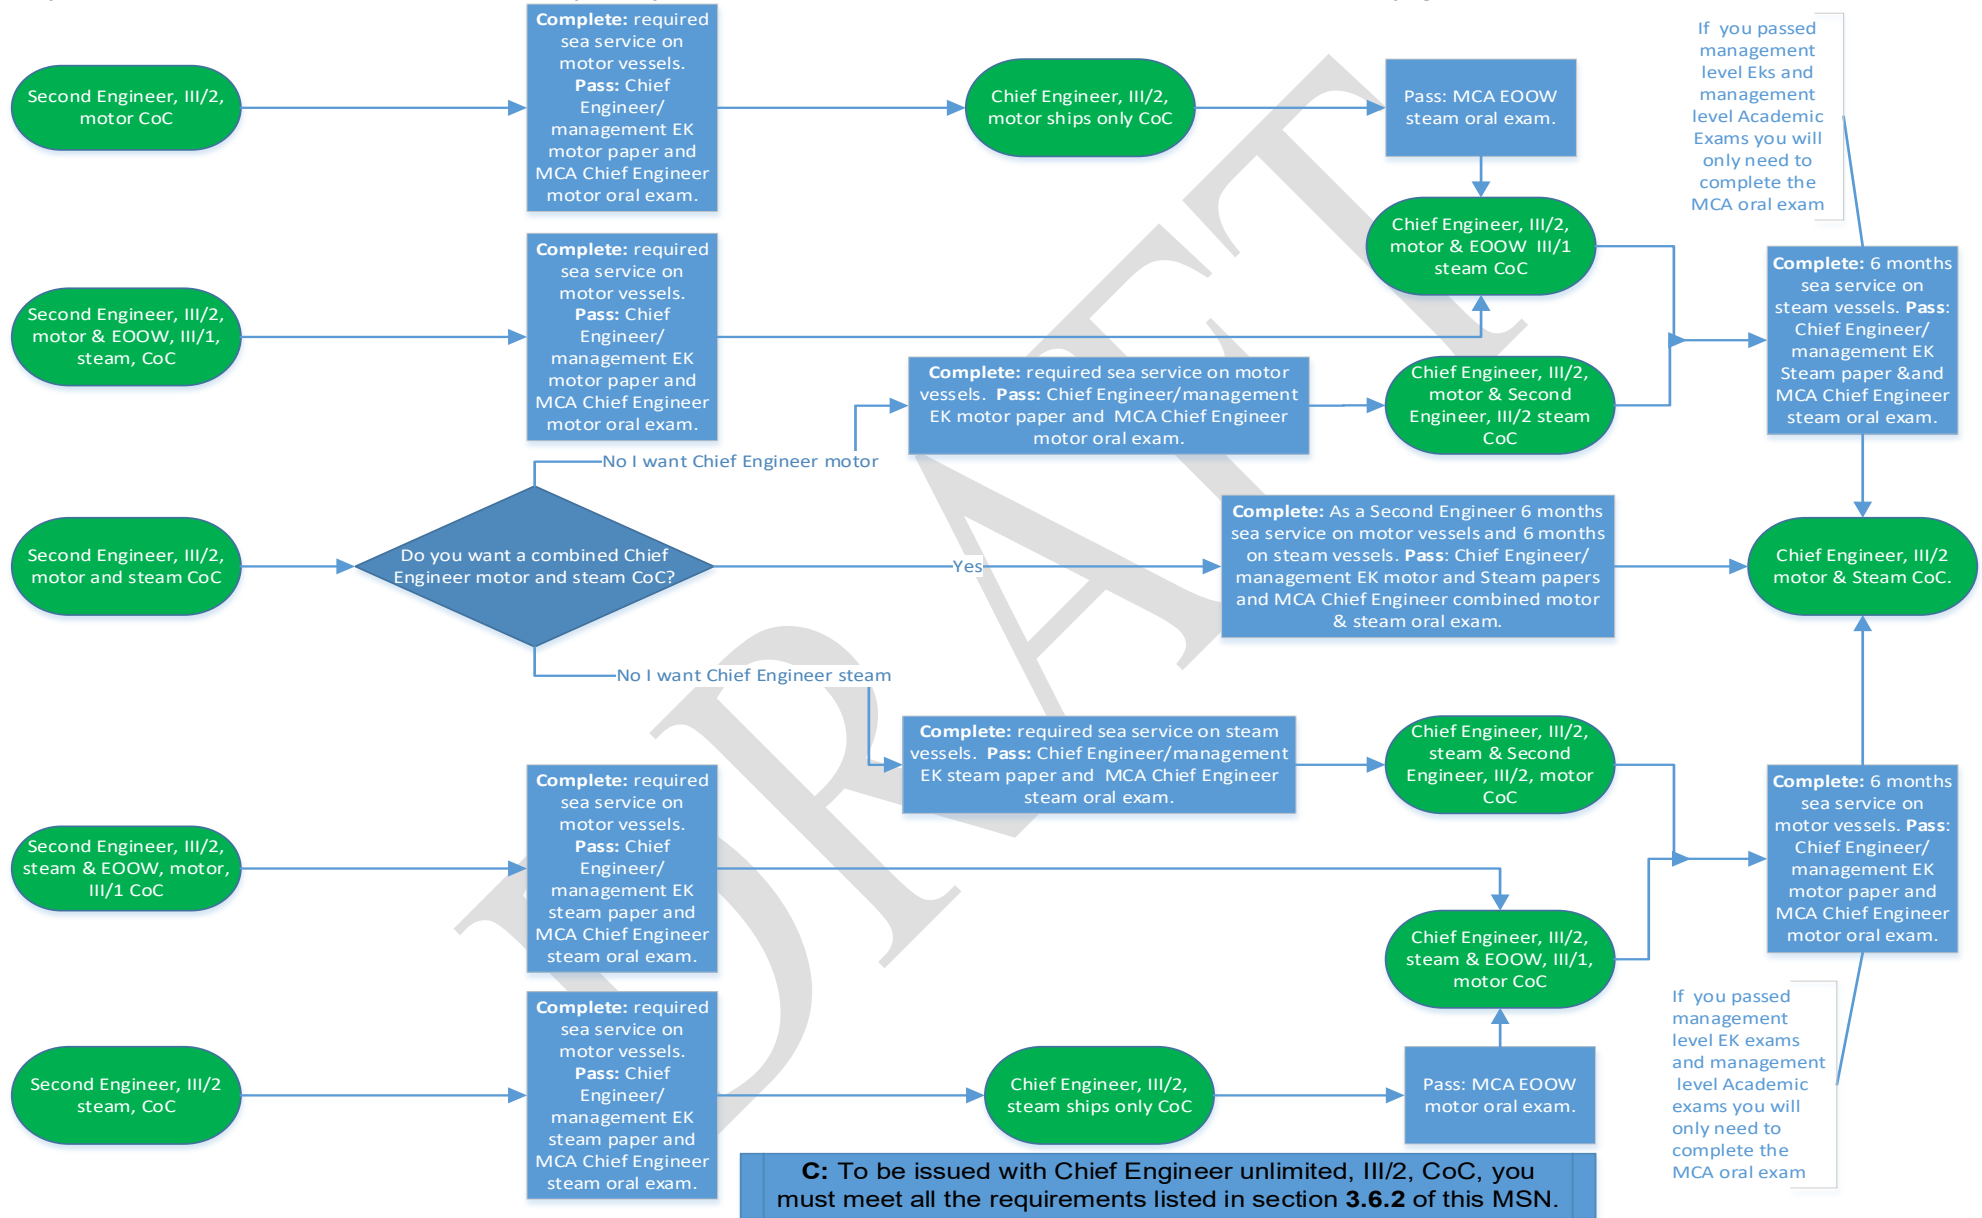 Complete: required
sea service on
motor vessels.
Pass: Chief
Engineer/
management EK
motor paper and
MCA Chief Engineer
motor oral exam.
If  you passed
management
level Eks and
management
level Academic
Exams you will
only need to
complete the
MCA oral exam
Second Engineer, III/2,
motor CoC
Chief Engineer, III/2,
motor ships only CoC
Pass: MCA EOOW
steam oral exam.
Chief Engineer, III/2,
motor & EOOW  III/1
steam CoC
Second Engineer, III/2,
motor & EOOW, III/1,
steam, CoC
Complete: required
sea service on
motor vessels.
Pass: Chief
Engineer/
management EK
motor paper and
MCA Chief Engineer
motor oral exam.
Complete: 6 months
sea service on
steam vessels. Pass:
Chief Engineer/
management EK
Steam paper &and
MCA Chief Engineer
steam oral exam.
Complete: required sea service on motor
vessels.  Pass: Chief Engineer/management
EK motor paper and  MCA Chief Engineer
motor oral exam.
Chief Engineer, III/2,
motor & Second
Engineer, III/2 steam
CoC
No I want Chief Engineer motor
Second Engineer, III/2,
motor and steam CoC
Do you want a combined Chief
Engineer motor and steam CoC?
Yes
Complete: As a Second Engineer 6 months
sea service on motor vessels and 6 months
on steam vessels. Pass: Chief Engineer/
management EK motor and Steam papers
and MCA Chief Engineer combined motor
& steam oral exam.
Chief Engineer, III/2
motor & Steam CoC.
No I want Chief Engineer steam
Complete: required sea service on steam
vessels.  Pass: Chief Engineer/management
EK steam paper and  MCA Chief Engineer
steam oral exam.
Chief Engineer, III/2,
steam & Second
Engineer, III/2, motor
CoC
Second Engineer, III/2,
steam & EOOW, motor,
III/1 CoC
Complete: required
sea service on
motor vessels.
Pass: Chief
Engineer/
management EK
steam paper and
MCA Chief Engineer
steam oral exam.
Complete: 6 months
sea service on
motor vessels. Pass:
Chief Engineer/
management EK
motor paper and
MCA Chief Engineer
motor oral exam.
Chief Engineer, III/2,
steam & EOOW, III/1,
motor CoC
Second Engineer, III/2
steam, CoC
Complete: required
sea service on
motor vessels.
Pass: Chief
Engineer/
management EK
steam paper and
MCA Chief Engineer
steam oral exam.
Chief Engineer, III/2,
steam ships only CoC
Pass: MCA EOOW
motor oral exam.
If  you passed
management
level EK exams
and management
level Academic
exams you will
only need to
complete the
MCA oral exam
C: To be issued with Chief Engineer unlimited, III/2, CoC, you
must meet all the requirements listed in section 3.6.2 of this MSN.
DRAFT